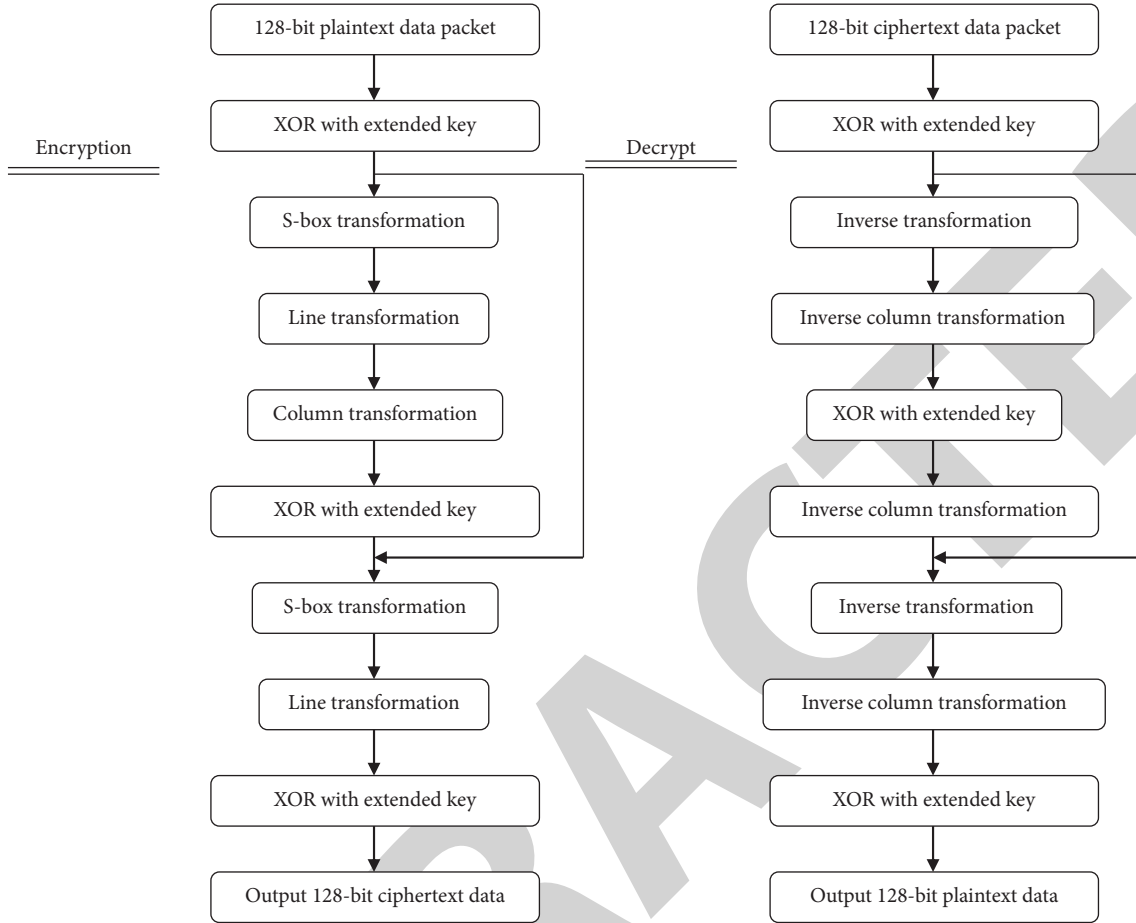 Encryption
128-bit plaintext data packet
XOR with extended key
S-box transformation
Line transformation
Column transformation
XOR with extended key
S-box transformation
Line transformation
XOR with extended key
Output 128-bit ciphertext data
Decrypt
128-bit ciphertext data packet
XOR with extended key
Inverse transformation
Inverse column transformation
XOR with extended key
Inverse column transformation
Inverse transformation
Inverse column transformation
XOR with extended key
Output 128-bit plaintext data
RACTE